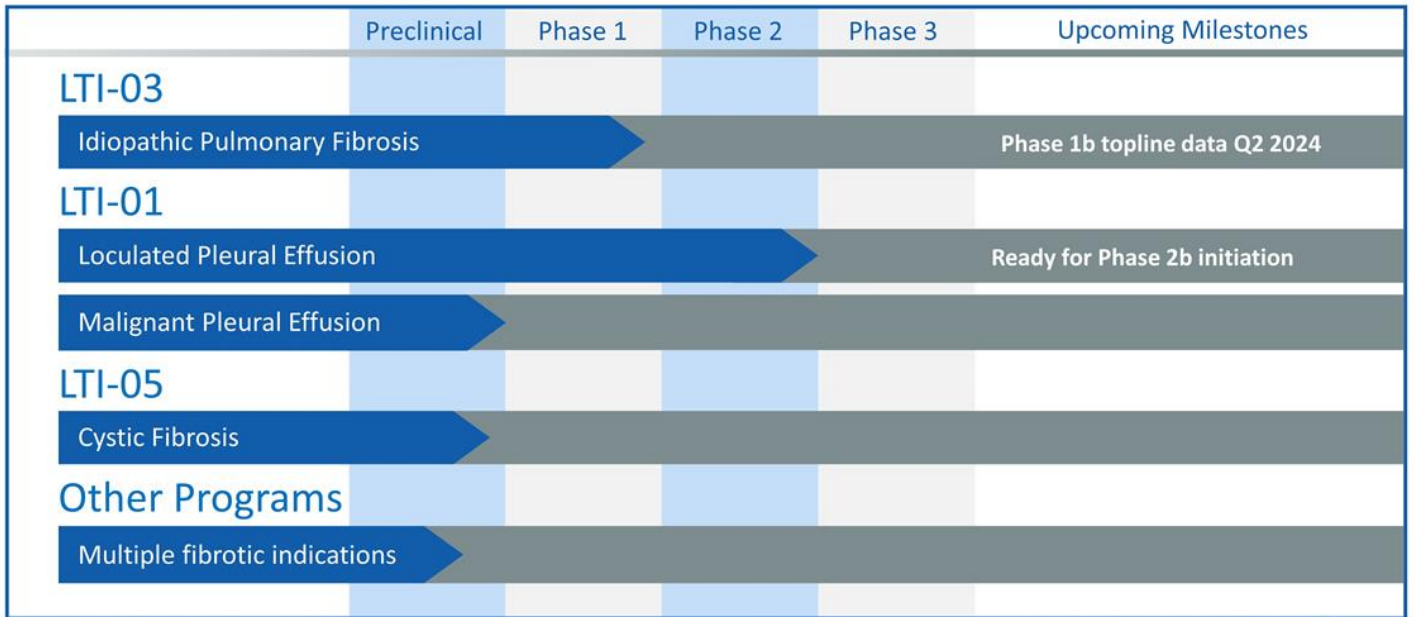 Preclinical Phase 1 Phase 2 Phase 3 Upcoming Milestones
LTI-03
Idiopathic Pulmonary Fibrosis Phase 1b topline data Q2 2024
LTI-01
Loculated Pleural Effusion Ready for Phase 2b initiation
Malignant Pleural Effusion
LTI-05
Cystic Fibrosis
Other Programs
Multiple fibrotic indications